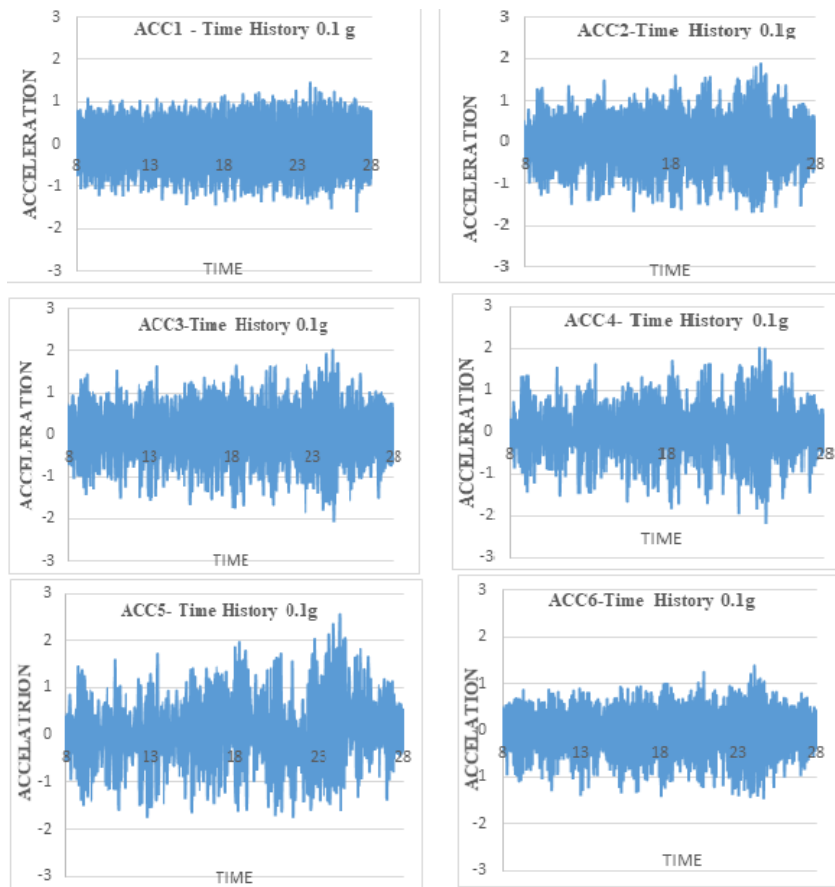 ACC1 - Time History 0.1 g
ACCELERATION
3
2
1
0
-1
-2
-3
8 13 18 23 28
TIME
ACC2-Time History 0.1g
ACCELERATION
3
2
1
0
-1
-2
-3
8 18 28
TIME
ACC3-Time History 0.1g
ACCELERATION
3
2
1
0
-1
-2
-3
8 13 18 23 28
TIME
ACC4- Time History 0.1g
ACCELERATION
3
2
1
0
-1
-2
-3
8 18 28
TIME
ACC5- Time History 0.1g
ACCELATRION
3
2
1
0
-1
-2
-3
8 13 18 23 28
TIME
ACC6-Time History 0.1g
ACCELATION
3
2
1
0
-1
-2
-3
8 13 18 23 28
TIME